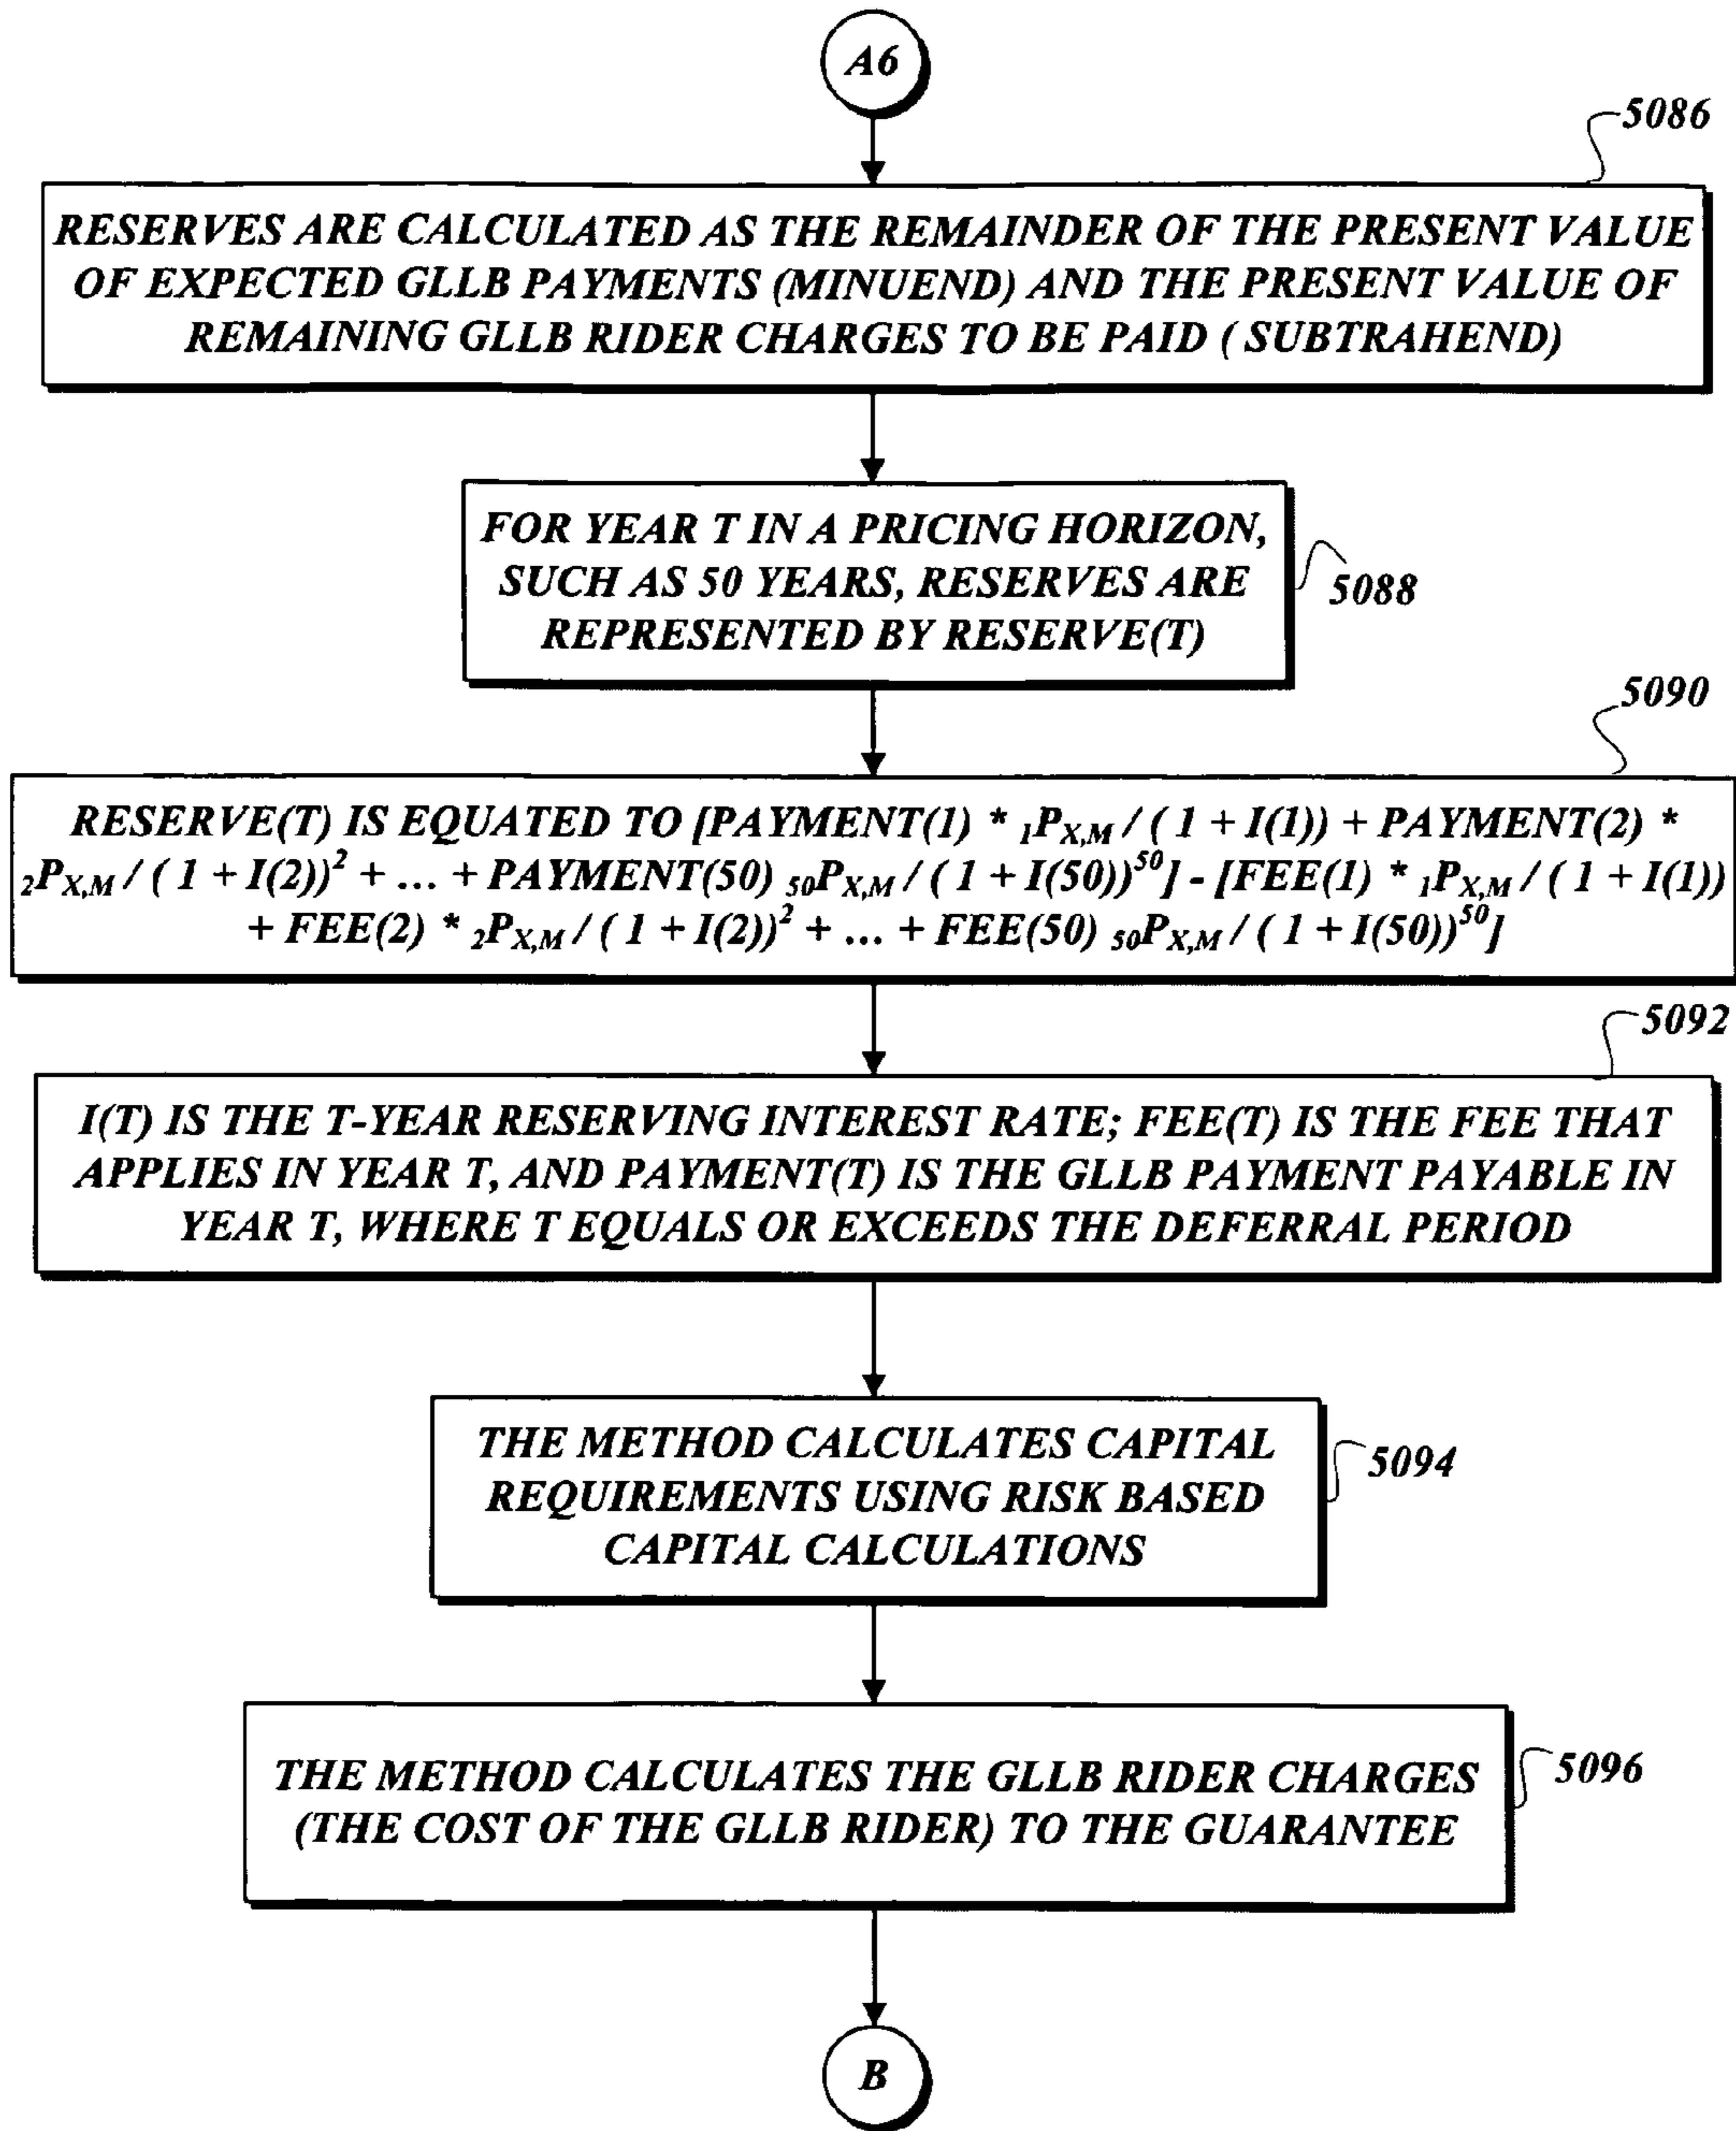 A6
5086
RESERVES ARE CALCULATED AS THE REMAINDER OF THE PRESENT VALUE
OF EXPECTED GLLB PAYMENTS (MINUEND) AND THE PRESENT VALUE OF
REMAINING GLLB RIDER CHARGES TO BE PAID ( SUBTRAHEND)
FOR YEAR T IN A PRICING HORIZON,
SUCH AS 50 YEARS, RESERVES ARE
REPRESENTED BY RESERVE(T)
5088
5090
RESERVE(T) IS EQUATED TO [PAYMENT(1) * ₁P_X,M / ( 1 + I(1)) + PAYMENT(2) *
₂P_X,M / ( 1 + I(2))² + ... + PAYMENT(50) ₅₀P_X,M / ( 1 + I(50))⁵⁰] - [FEE(1) * ₁P_X,M / ( 1 + I(1))
+ FEE(2) * ₂P_X,M / ( 1 + I(2))² + ... + FEE(50) ₅₀P_X,M / ( 1 + I(50))⁵⁰]
5092
I(T) IS THE T-YEAR RESERVING INTEREST RATE; FEE(T) IS THE FEE THAT
APPLIES IN YEAR T, AND PAYMENT(T) IS THE GLLB PAYMENT PAYABLE IN
YEAR T, WHERE T EQUALS OR EXCEEDS THE DEFERRAL PERIOD
THE METHOD CALCULATES CAPITAL
REQUIREMENTS USING RISK BASED
CAPITAL CALCULATIONS
5094
THE METHOD CALCULATES THE GLLB RIDER CHARGES
(THE COST OF THE GLLB RIDER) TO THE GUARANTEE
5096
B